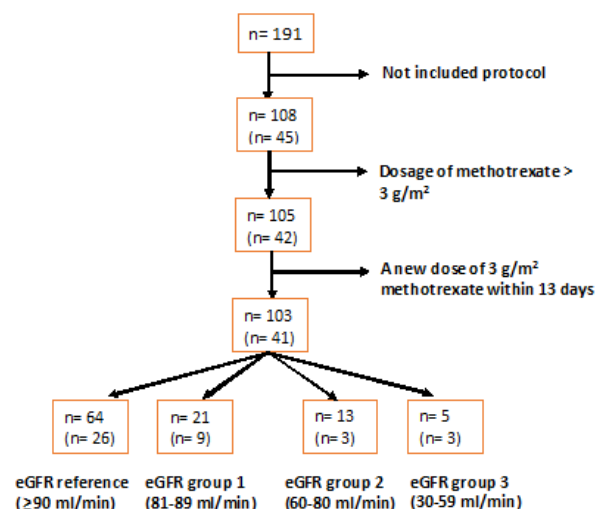 n= 191
Not included protocol
n= 108
(n= 45)
Dosage of methotrexate >
3 g/m²
n= 105
(n= 42)
A new dose of 3 g/m²
methotrexate within 13 days
n= 103
(n= 41)
n= 64
(n= 26)
n= 21
(n= 9)
n= 13
(n= 3)
n= 5
(n= 3)
eGFR reference
(≥90 ml/min)
eGFR group 1
(81-89 ml/min)
eGFR group 2
(60-80 ml/min)
eGFR group 3
(30-59 ml/min)